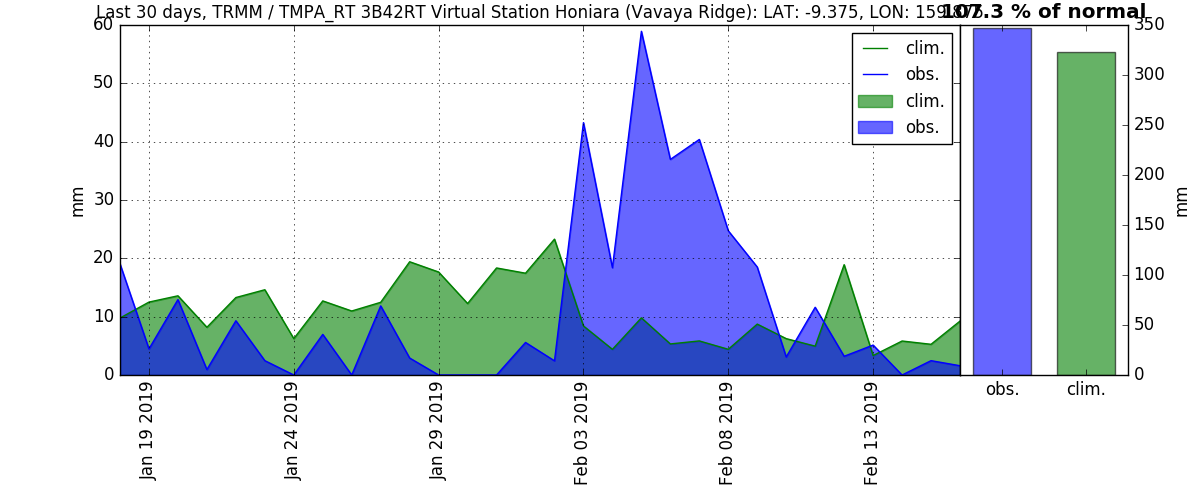 Last 30 days, TRMM / TMPA_RT 3B42RT Virtual Station Honiara (Vavaya Ridge): LAT: -9.375, LON:
107.3 % of normal
60
50
40
30
20
10
0
mm
clim.
obs.
clim.
obs.
Jan 19 2019
Jan 24 2019
Jan 29 2019
Feb 03 2019
Feb 08 2019
Feb 13 2019
350
300
250
200
150
100
50
0
mm
obs.
clim.